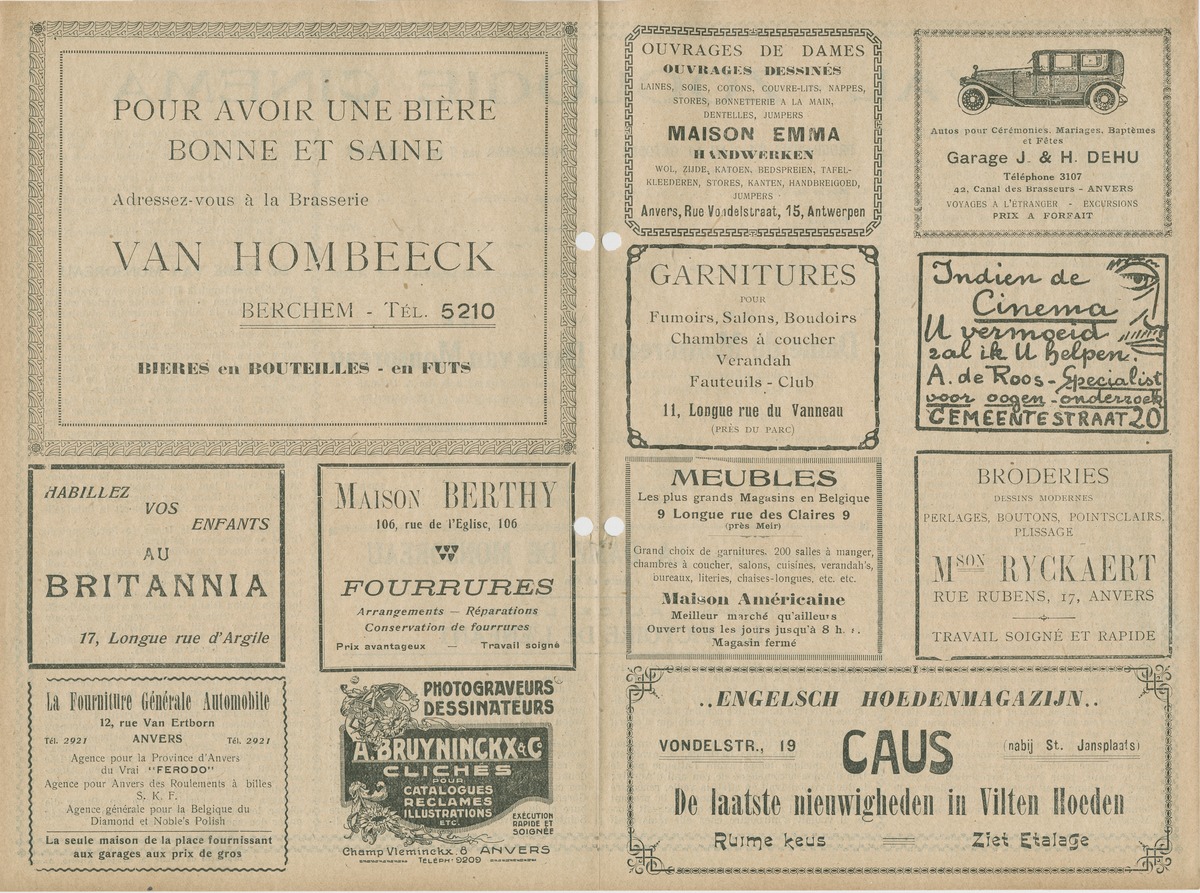 POUR AVOIR UNE BIÈRE
BONNE ET SAINE
Adressez-vous à la Brasserie
VAN HOMBEECK
BERCHEM - TÉL. 5210
BIERES en BOUTEILLES - en FUTS
HABILLEZ
VOS
ENFANTS
AU
BRITANNIA
17, Longue rue d'Argile
MAISON BERTHY
106, rue de l'Eglise, 106
FOURRURES
Arrangements — Réparations
Conservation de fourrures
Prix avantageux — Travail soigné
La Fourniture Générale Automobile
12, rue Van Ertborn
Tél. 2921 ANVERS Tél. 2921
Agence pour la Province d'Anvers
du Vrai "FERODO"
Agence pour Anvers des Roulements à billes
S. K. F.
Agence générale pour la Belgique du
Diamond et Noble's Polish
La seule maison de la place fournissant
aux garages aux prix de gros
PHOTOGRAVEURS
DESSINATEURS
A. BRUYNINCKX & Co
CLICHÉS
POUR
CATALOGUES
RECLAMES
ILLUSTRATIONS
ETC.
EXÉCUTION
RAPIDE ET
SOIGNÉE
Champ Vleminckx. 8 ANVERS
TELEPH. 9209
OUVRAGES DE DAMES
OUVRAGES DESSINÉS
LAINES, SOIES, COTONS, COUVRE-LITS, NAPPES,
STORES, BONNETTERIE A LA MAIN,
DENTELLES, JUMPERS
MAISON EMMA
HANDWERKEN
WOL, ZIJDE, KATOEN, BEDSPREIEN, TAFEL-
KLEEDEREN, STORES, KANTEN, HANDBREIGOED,
JUMPERS
Anvers, Rue Vondelstraat, 15, Antwerpen
Autos pour Cérémonies, Mariages, Baptèmes
et Fêtes
Garage J. & H. DEHU
Téléphone 3107
42, Canal des Brasseurs - ANVERS
VOYAGES A L'ÉTRANGER - EXCURSIONS
PRIX A FORFAIT
GARNITURES
POUR
Fumoirs, Salons, Boudoirs
Chambres à coucher
Verandah
Fauteuils - Club
11, Longue rue du Vanneau
(PRÈS DU PARC)
Indien de
Cinema
U vermoeid
zal ik U helpen.
A. de Roos - Specialist
voor oogen-onderzoek
GEMEENTESTRAAT 20
MEUBLES
Les plus grands Magasins en Belgique
9 Longue rue des Claires 9
(près Meir)
Grand choix de garnitures. 200 salles à manger,
chambres à coucher, salons, cuisines, verandah's,
bureaux, literies, chaises-longues, etc. etc.
Maison Américaine
Meilleur marché qu'ailleurs
Ouvert tous les jours jusqu'à 8 h.
Magasin fermé
BRODERIES
DESSINS MODERNES
PERLAGES, BOUTONS, POINTSCLAIRS,
PLISSAGE
MSON RYCKAERT
RUE RUBENS, 17, ANVERS
TRAVAIL SOIGNÉ ET RAPIDE
..ENGELSCH HOEDENMAGAZIJN..
VONDELSTR., 19 CAUS (nabij St. Jansplaats)
De laatste nieuwigheden in Vilten Hoeden
Ruime keus — Ziet Etalage